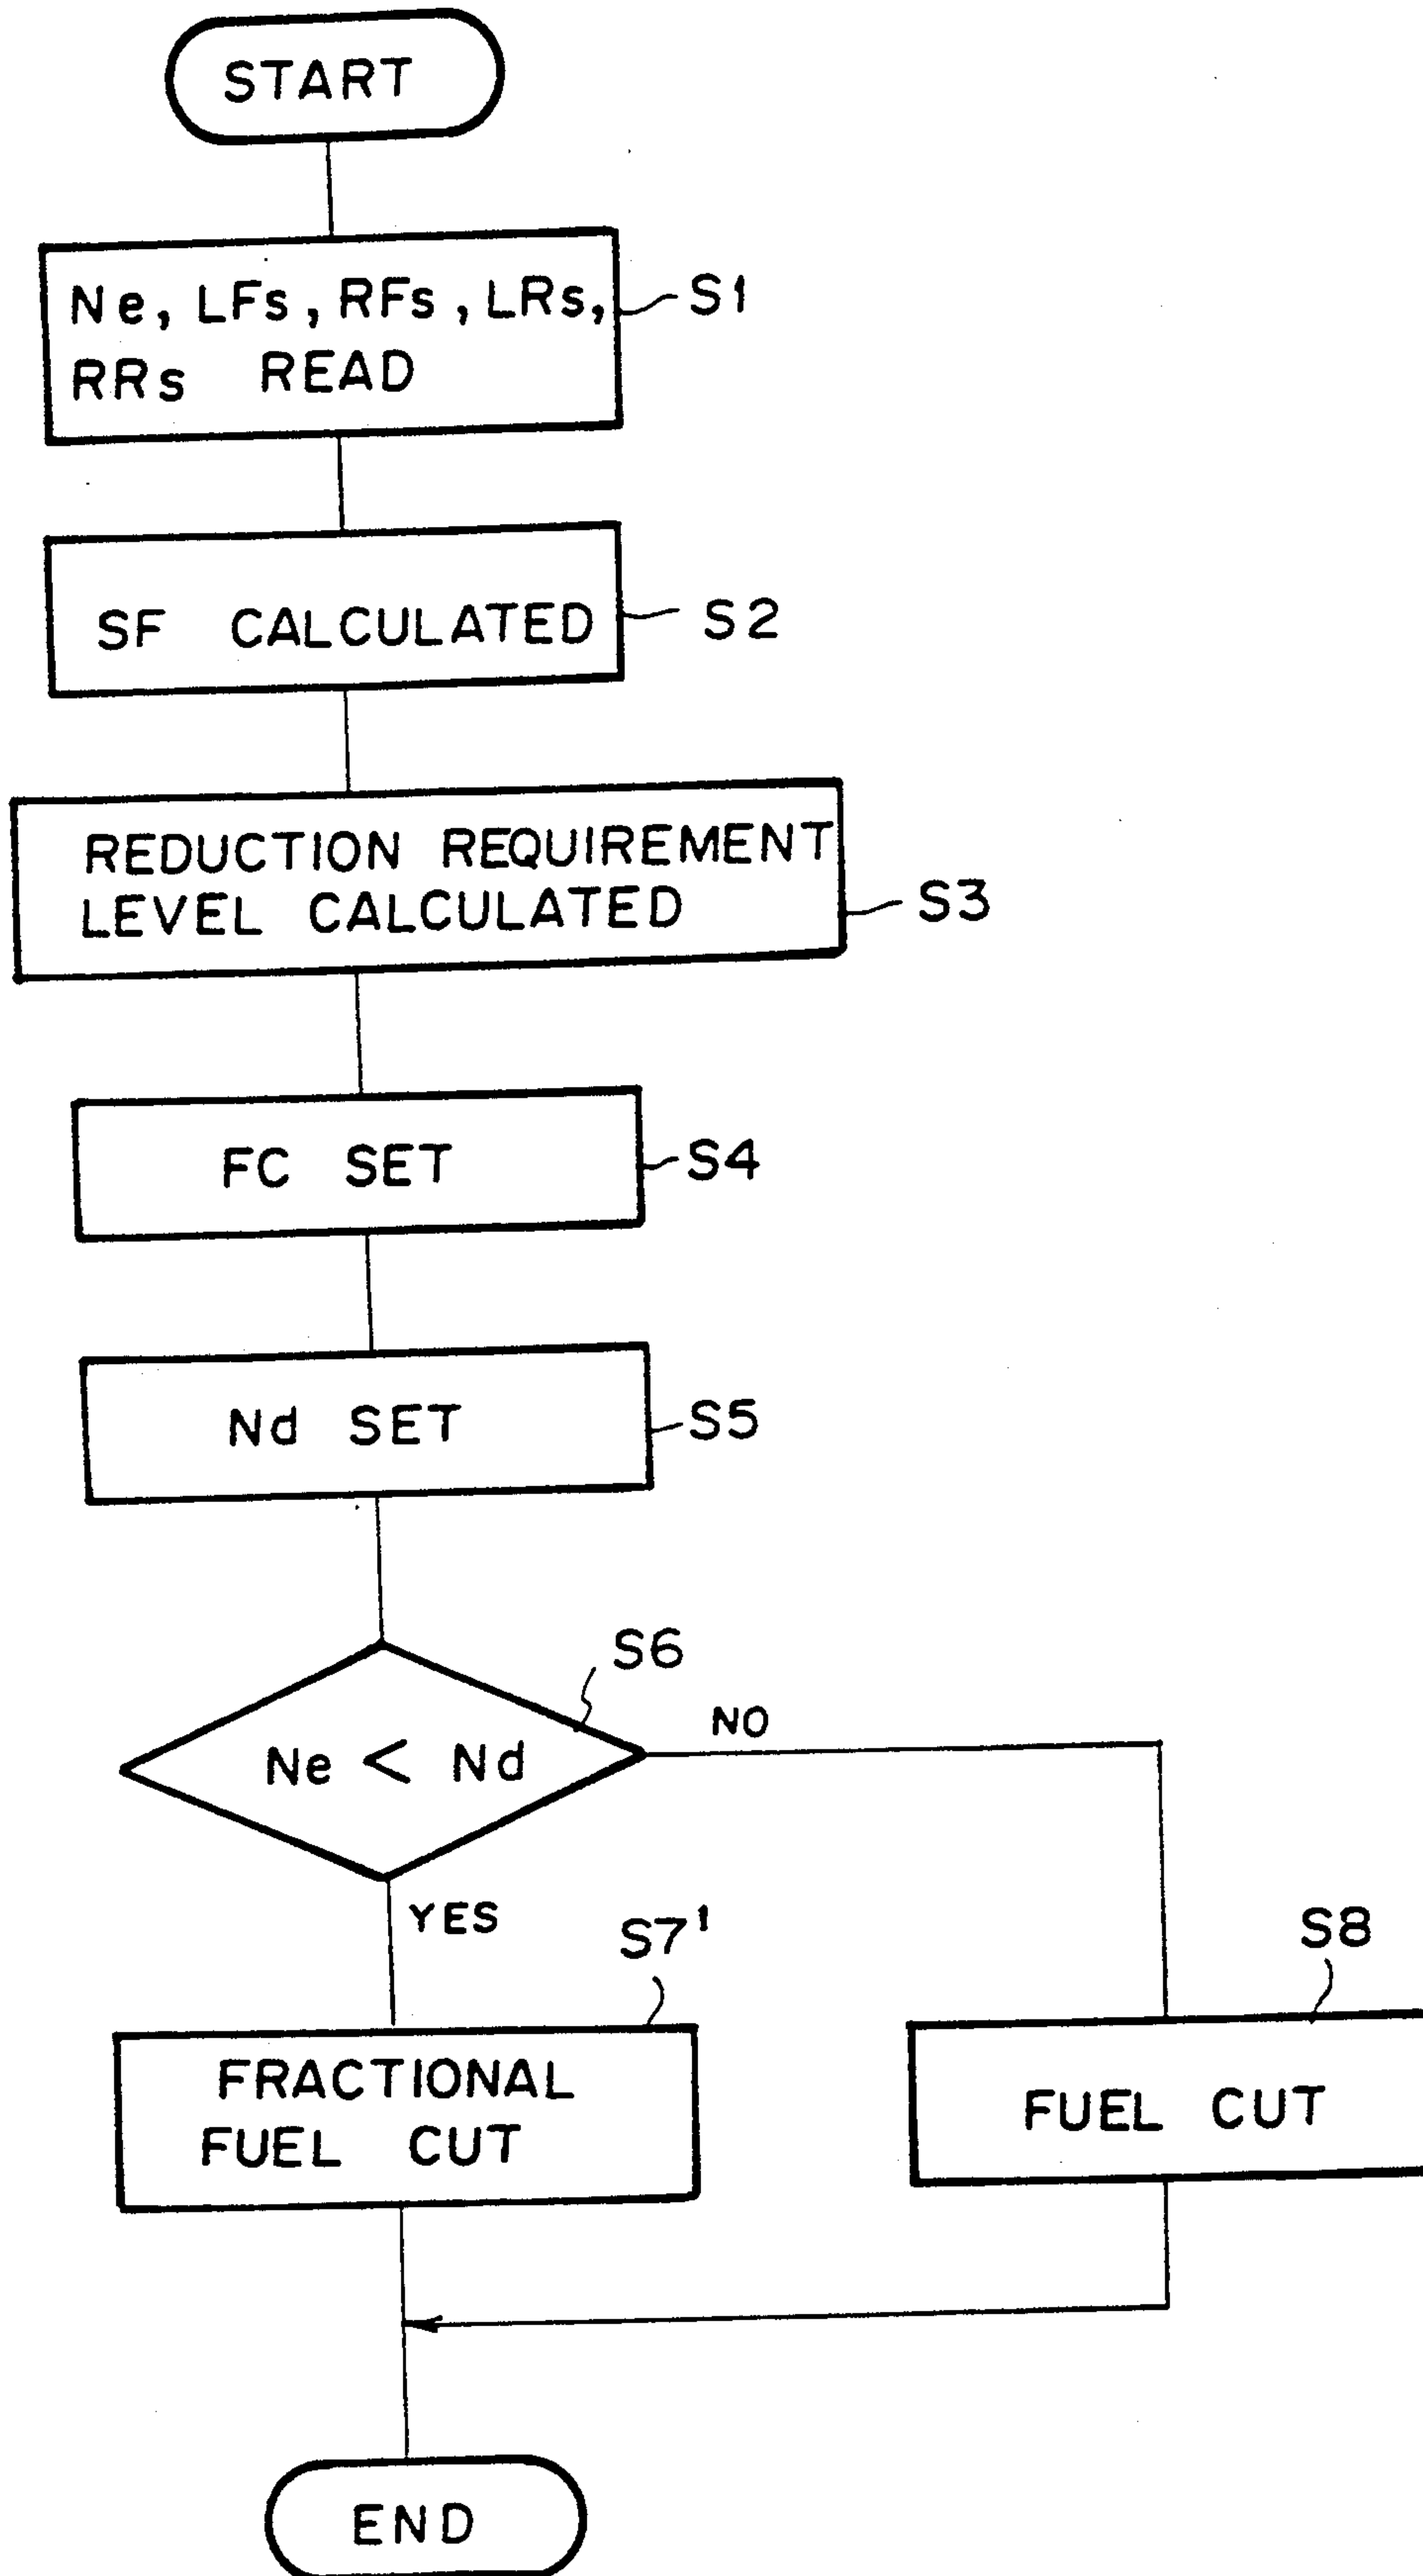 START
Ne, LFs, RFs, LRs,
RRs READ
S1
SF CALCULATED
S2
REDUCTION REQUIREMENT
LEVEL CALCULATED
S3
FC SET
S4
Nd SET
S5
S6
Ne < Nd
NO
YES
S7'
FRACTIONAL
FUEL CUT
S8
FUEL CUT
END